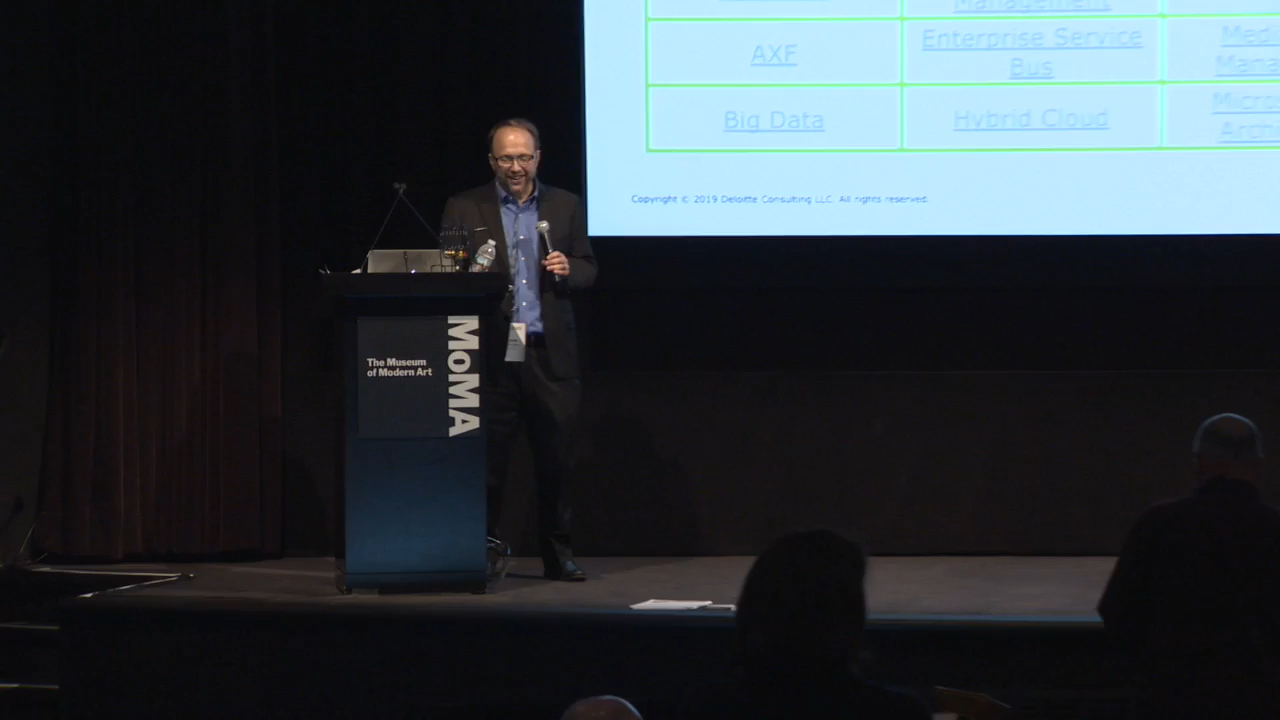 Management
AXF
Enterprise Service
Bus
Big Data
Hybrid Cloud
Copyright © 2019 Deloitte Consulting LLC. All rights reserved.
The Museum
of Modern Art
MoMA